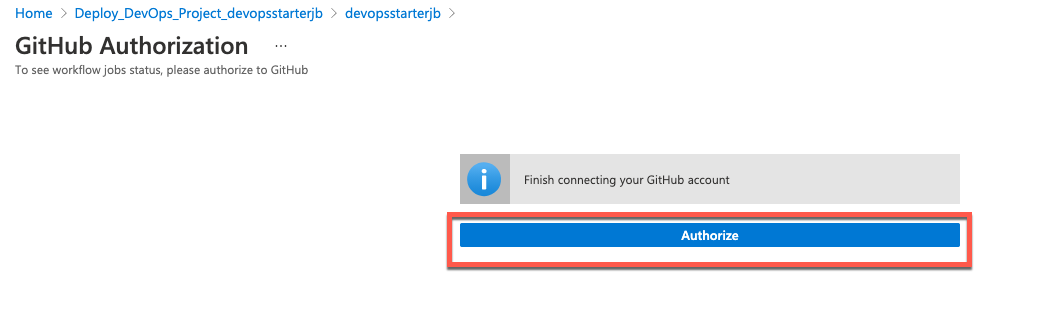 Home > Deploy_DevOps_Project_devopsstarterjb > devopsstarterjb >
GitHub Authorization ...
To see workflow jobs status, please authorize to GitHub
Finish connecting your GitHub account
Authorize